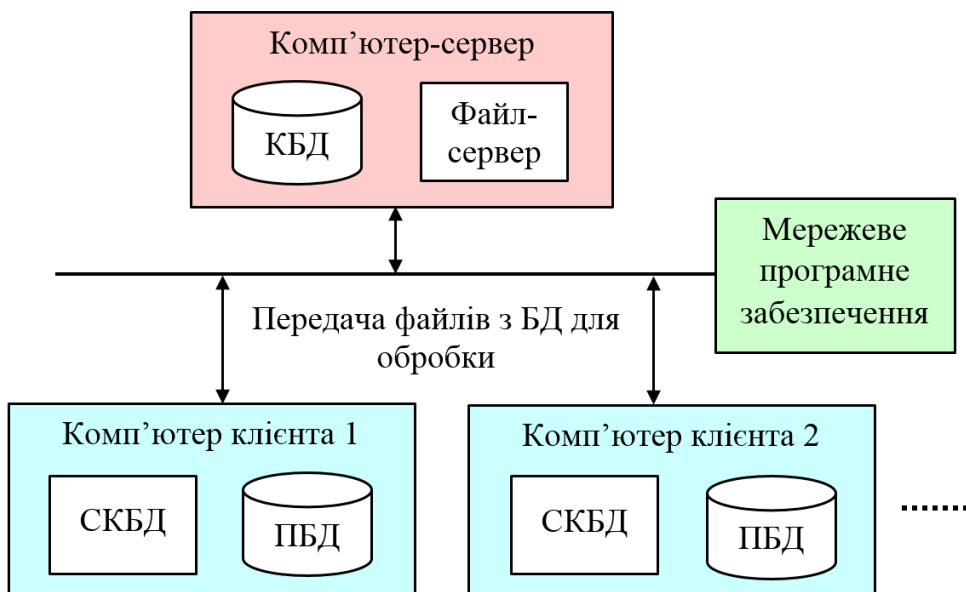 Комп’ютер-сервер
КБД
Файл-
сервер
Мережеве
програмне
забезпечення
Передача файлів з БД для
обробки
Комп’ютер клієнта 1
СКБД
ПБД
Комп’ютер клієнта 2
СКБД
ПБД